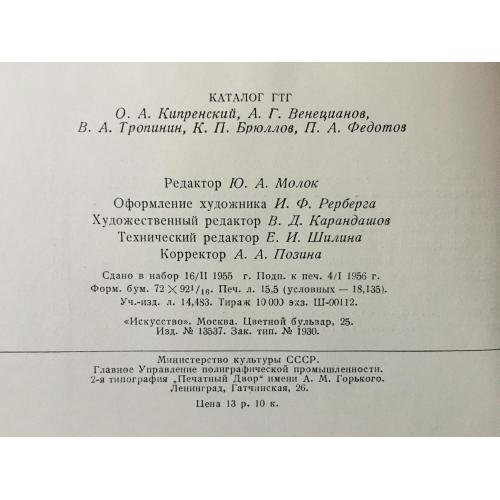 КАТАЛОГ ГТГ
О. А. Кипренский, А. Г. Венецианов,
В. А. Тропинин, К. П. Брюллов, П. А. Федотов
Редактор Ю. А. Молок
Оформление художника И. Ф. Рерберга
Художественный редактор В. Д. Карандашов
Технический редактор Е. И. Шилина
Корректор А. А. Позина
Сдано в набор 16/II 1955 г. Подп. к печ. 4/I 1956 г.
Форм. бум. 72 × 92¹/₁₆. Печ. л. 15,5 (условных — 18,135).
Уч.-изд. л. 14,483. Тираж 10 000 экз. Ш-00112.
„Искусство". Москва. Цветной бульвар, 25.
Изд. № 13537. Зак. тип. № 1930.
Министерство культуры СССР.
Главное Управление полиграфической промышленности.
2-я типография „Печатный Двор" имени А. М. Горького.
Ленинград, Гатчинская, 26.
Цена 13 р. 10 к.